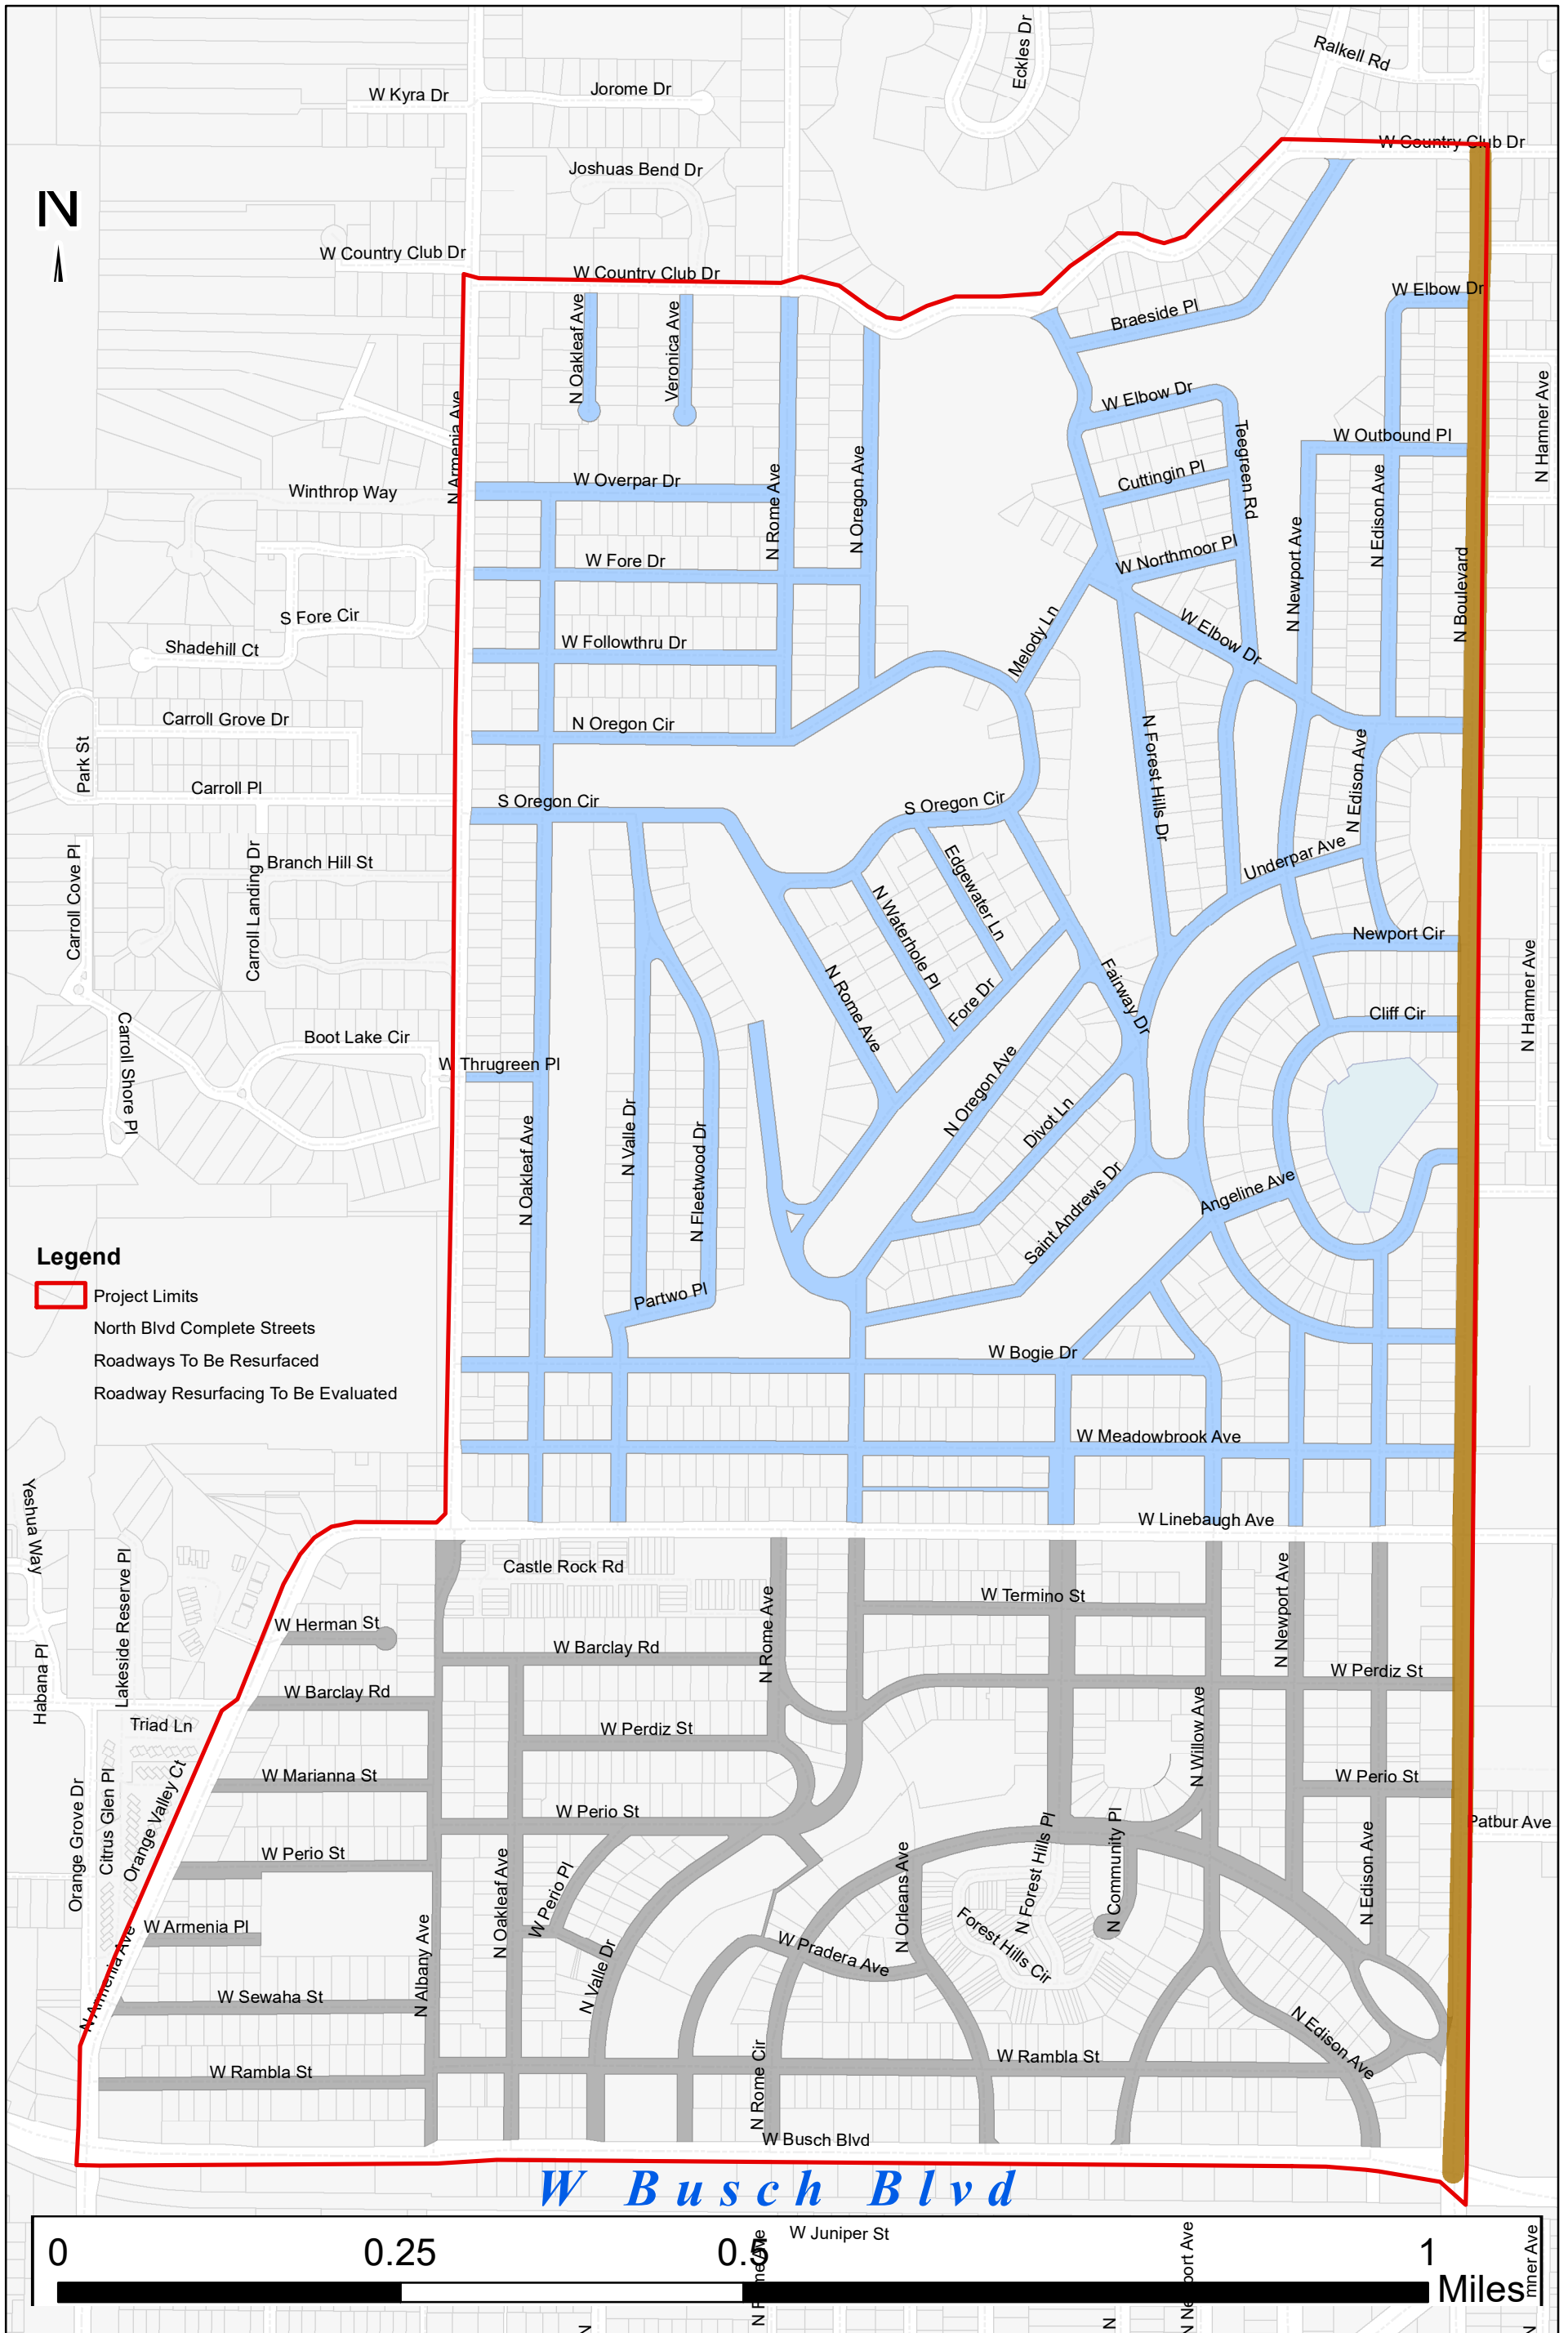 Eckles Dr
Ralkell Rd
W Kyra Dr
Jorome Dr
W Country Club Dr
Joshuas Bend Dr
N
W Country Club Dr
W Country Club Dr
W Elbow Dr
N Oakleaf Ave
Veronica Ave
Braeside Pl
W Elbow Dr
N Hamner Ave
N Armenia Ave
W Outbound Pl
Teegreen Rd
Cuttingin Pl
Winthrop Way
W Overpar Dr
N Rome Ave
N Oregon Ave
N Edison Ave
N Newport Ave
W Northmoor Pl
W Fore Dr
N Boulevard
S Fore Cir
Shadehill Ct
W Followthru Dr
Melody Ln
W Elbow Dr
Carroll Grove Dr
N Oregon Cir
Park St
N Forest Hills Dr
N Edison Ave
Carroll Pl
S Oregon Cir
S Oregon Cir
Branch Hill St
Underpar Ave
Carroll Cove Pl
Carroll Landing Dr
Edgewater Ln
N Waterhole Pl
Newport Cir
N Hamner Ave
N Rome Ave
Fore Dr
Fairway Dr
Cliff Cir
Carroll Shore Pl
Boot Lake Cir
W Thrugreen Pl
N Oregon Ave
Divot Ln
N Oakleaf Ave
N Valle Dr
N Fleetwood Dr
Saint Andrews Dr
Angeline Ave
Legend
Project Limits
North Blvd Complete Streets
Roadways To Be Resurfaced
Roadway Resurfacing To Be Evaluated
Partwo Pl
W Bogie Dr
W Meadowbrook Ave
Yeshua Way
W Linebaugh Ave
Lakeside Reserve Pl
Castle Rock Rd
W Termino St
N Newport Ave
W Herman St
N Rome Ave
W Barclay Rd
Habana Pl
W Perdiz St
W Barclay Rd
Triad Ln
W Perdiz St
N Willow Ave
W Marianna St
W Perio St
Orange Grove Dr
Citrus Glen Pl
Orange Valley Ct
W Perio St
Patbur Ave
W Perio St
N Oakleaf Ave
W Perio Pl
N Orleans Ave
N Forest Hills Pl
N Community Pl
N Edison Ave
W Armenia Pl
W Pradera Ave
Forest Hills Cir
N Armenia Ave
N Albany Ave
N Valle Dr
W Sewaha St
N Edison Ave
W Rambla St
W Rambla St
N Rome Cir
W Busch Blvd
W Busch Blvd
W Juniper St
0 0.25 0.5 1
Miles
mner Ave
N
N
N